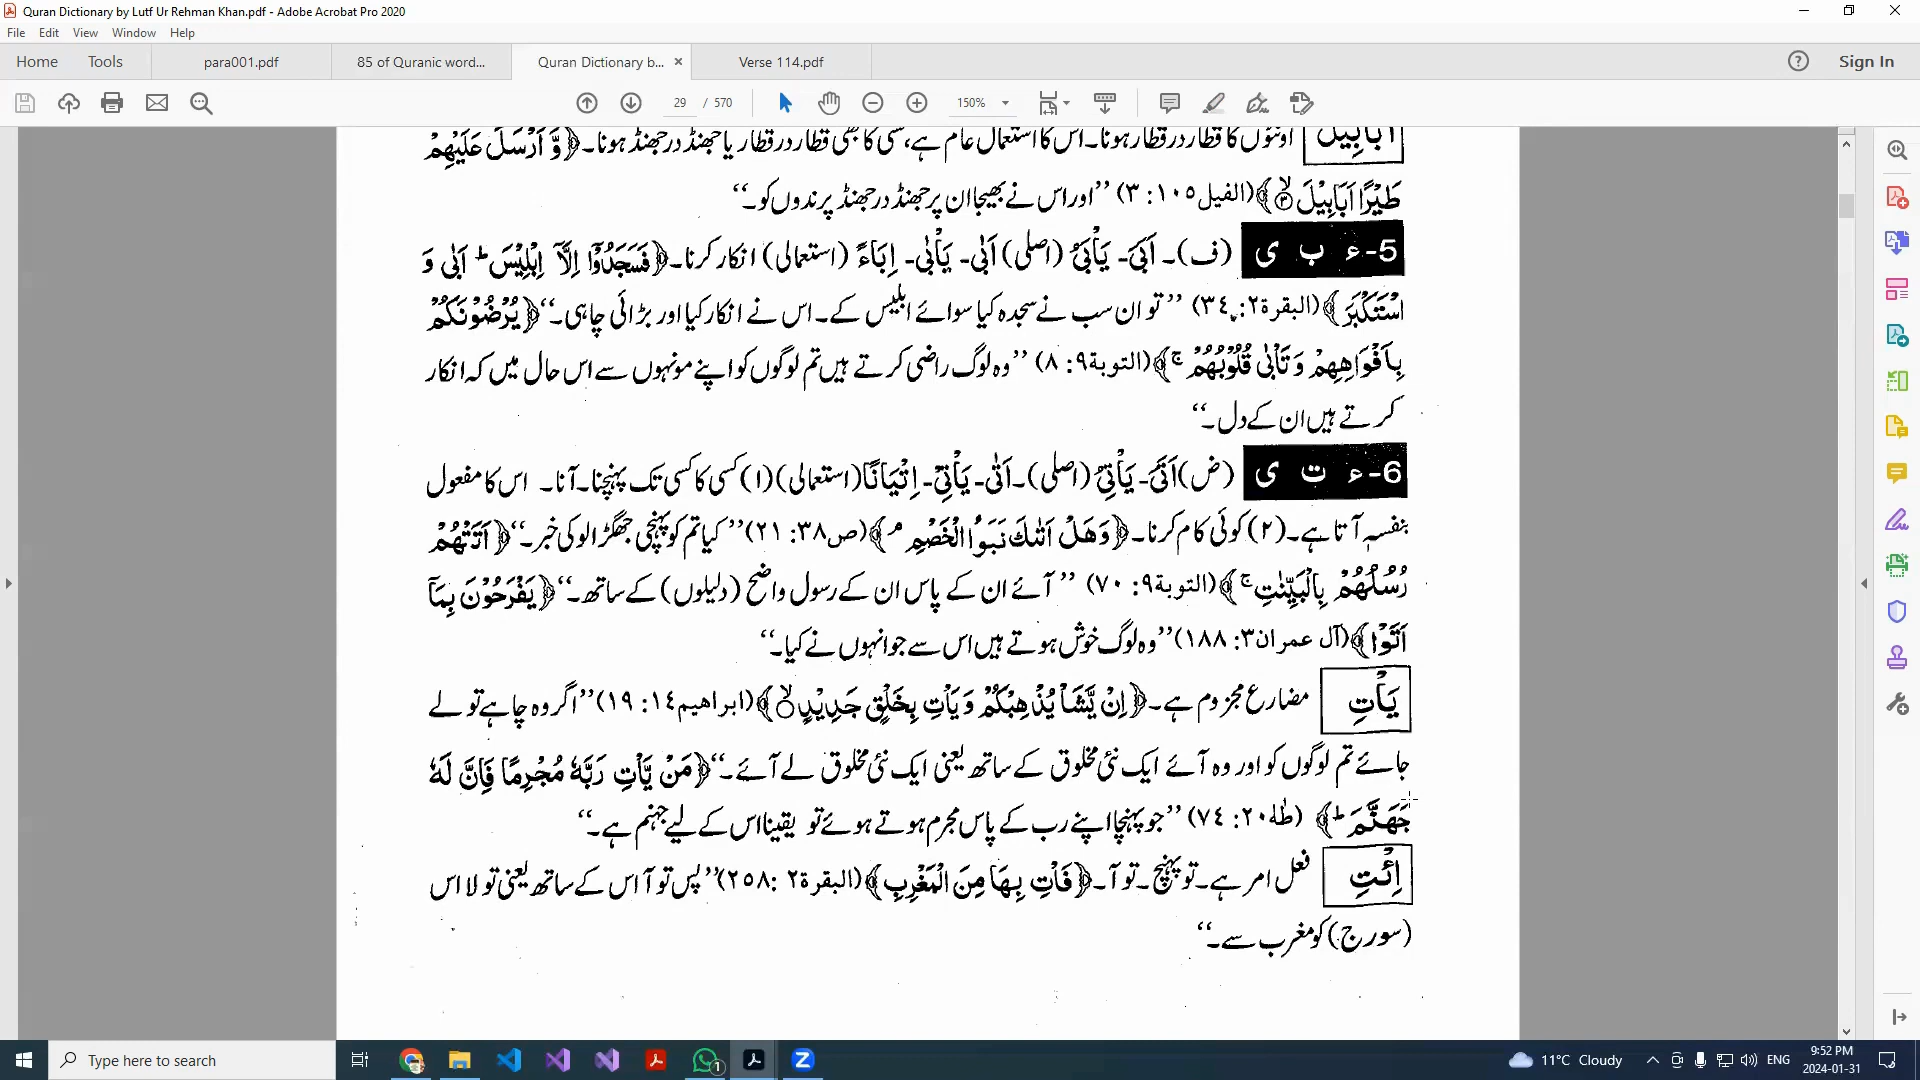 Quran Dictionary by Lutf Ur Rehman Khan.pdf - Adobe Acrobat Pro 2020
File Edit View Window Help
Home Tools para001.pdf 85 of Quranic word... Quran Dictionary b... × Verse 114.pdf Sign In
29 / 570 150%
اَبَابِیْلَ اونٹوں کا قطار در قطار ہونا۔ اس کا استعمال عام ہے، کسی کا بھی قطار در قطار یا جھنڈ در جھنڈ ہونا۔ ﴿وَّ اَرْسَلَ عَلَیْهِمْ
طَیْرًا اَبَابِیْلَ ۙ﴾ (الفیل ۱۰۵: ۳) ’’اور اس نے بھیجا ان پر جھنڈ در جھنڈ پرندوں کو۔‘‘
5- ء ب ی (ف)۔ اَبَیَ۔ یَأْبَیُ (اصلی) اَبٰی۔ یَأْبٰی۔ اِبَاءً (استعمالی) انکار کرنا۔ ﴿فَسَجَدُوْۤا اِلَّاۤ اِبْلِیْسَ ؕ اَبٰی وَ
اسْتَكْبَرَ﴾ (البقرة ۲: ۳٤) ’’تو ان سب نے سجدہ کیا سوائے ابلیس کے۔ اس نے انکار کیا اور بڑائی چاہی۔‘‘ ﴿یُرْضُوْنَكُمْ
بِاَفْوَاهِهِمْ وَ تَاْبٰی قُلُوْبُهُمْ ۚ﴾ (التوبة ۹: ۸) ’’وہ لوگ راضی کرتے ہیں تم لوگوں کو اپنے مونہوں سے اس حال میں کہ انکار
کرتے ہیں ان کے دل۔‘‘
6- ء ت ی (ض) اَتَیَ۔ یَأْتِیُ (اصلی)۔ اَتٰی۔ یَأْتِیْ۔ اِتْیَانًا (استعمالی) (۱) کسی کا کسی تک پہنچنا۔ آنا۔ اس کا مفعول
بنفسہٖ آتا ہے۔ (۲) کوئی کام کرنا۔ ﴿وَهَلْ اَتٰىكَ نَبَؤُا الْخَصْمِ ۘ﴾ (ص ۳۸: ۲۱) ’’کیا تم کو پہنچی جھگڑالو کی خبر۔‘‘ ﴿اَتَتْهُمْ
رُسُلُهُمْ بِالْبَیِّنٰتِ ۚ﴾ (التوبة ۹: ۷۰) ’’آئے ان کے پاس ان کے رسول واضح (دلیلوں) کے ساتھ۔‘‘ ﴿یَفْرَحُوْنَ بِمَاۤ
اَتَوْا﴾ (آل عمران ۳: ۱۸۸) ’’وہ لوگ خوش ہوتے ہیں اس سے جو انہوں نے کیا۔‘‘
یَاْتِ مضارع مجزوم ہے۔ ﴿اِنْ یَّشَاْ یُذْهِبْكُمْ وَ یَاْتِ بِخَلْقٍ جَدِیْدٍ ۙ﴾ (ابراهیم ۱٤: ۱۹) ’’اگر وہ چاہے تو لے
جائے تم لوگوں کو اور وہ آئے ایک نئی مخلوق کے ساتھ یعنی ایک نئی مخلوق لے آئے۔‘‘ ﴿مَنْ یَّاْتِ رَبَّهٗ مُجْرِمًا فَاِنَّ لَهٗ
جَهَنَّمَ ؕ﴾ (طٰهٰ ۲۰: ۷٤) ’’جو پہنچا اپنے رب کے پاس مجرم ہوتے ہوئے تو یقینا اس کے لیے جہنم ہے۔‘‘
اِئْتِ فعل امر ہے۔ تو پہنچ۔ تو آ۔ ﴿فَاْتِ بِهَا مِنَ الْمَغْرِبِ﴾ (البقرة ۲: ۲۵۸) ’’پس تو آ اس کے ساتھ یعنی تو لا اس
(سورج) کو مغرب سے۔‘‘
Type here to search 11°C Cloudy ENG 9:52 PM
2024-01-31